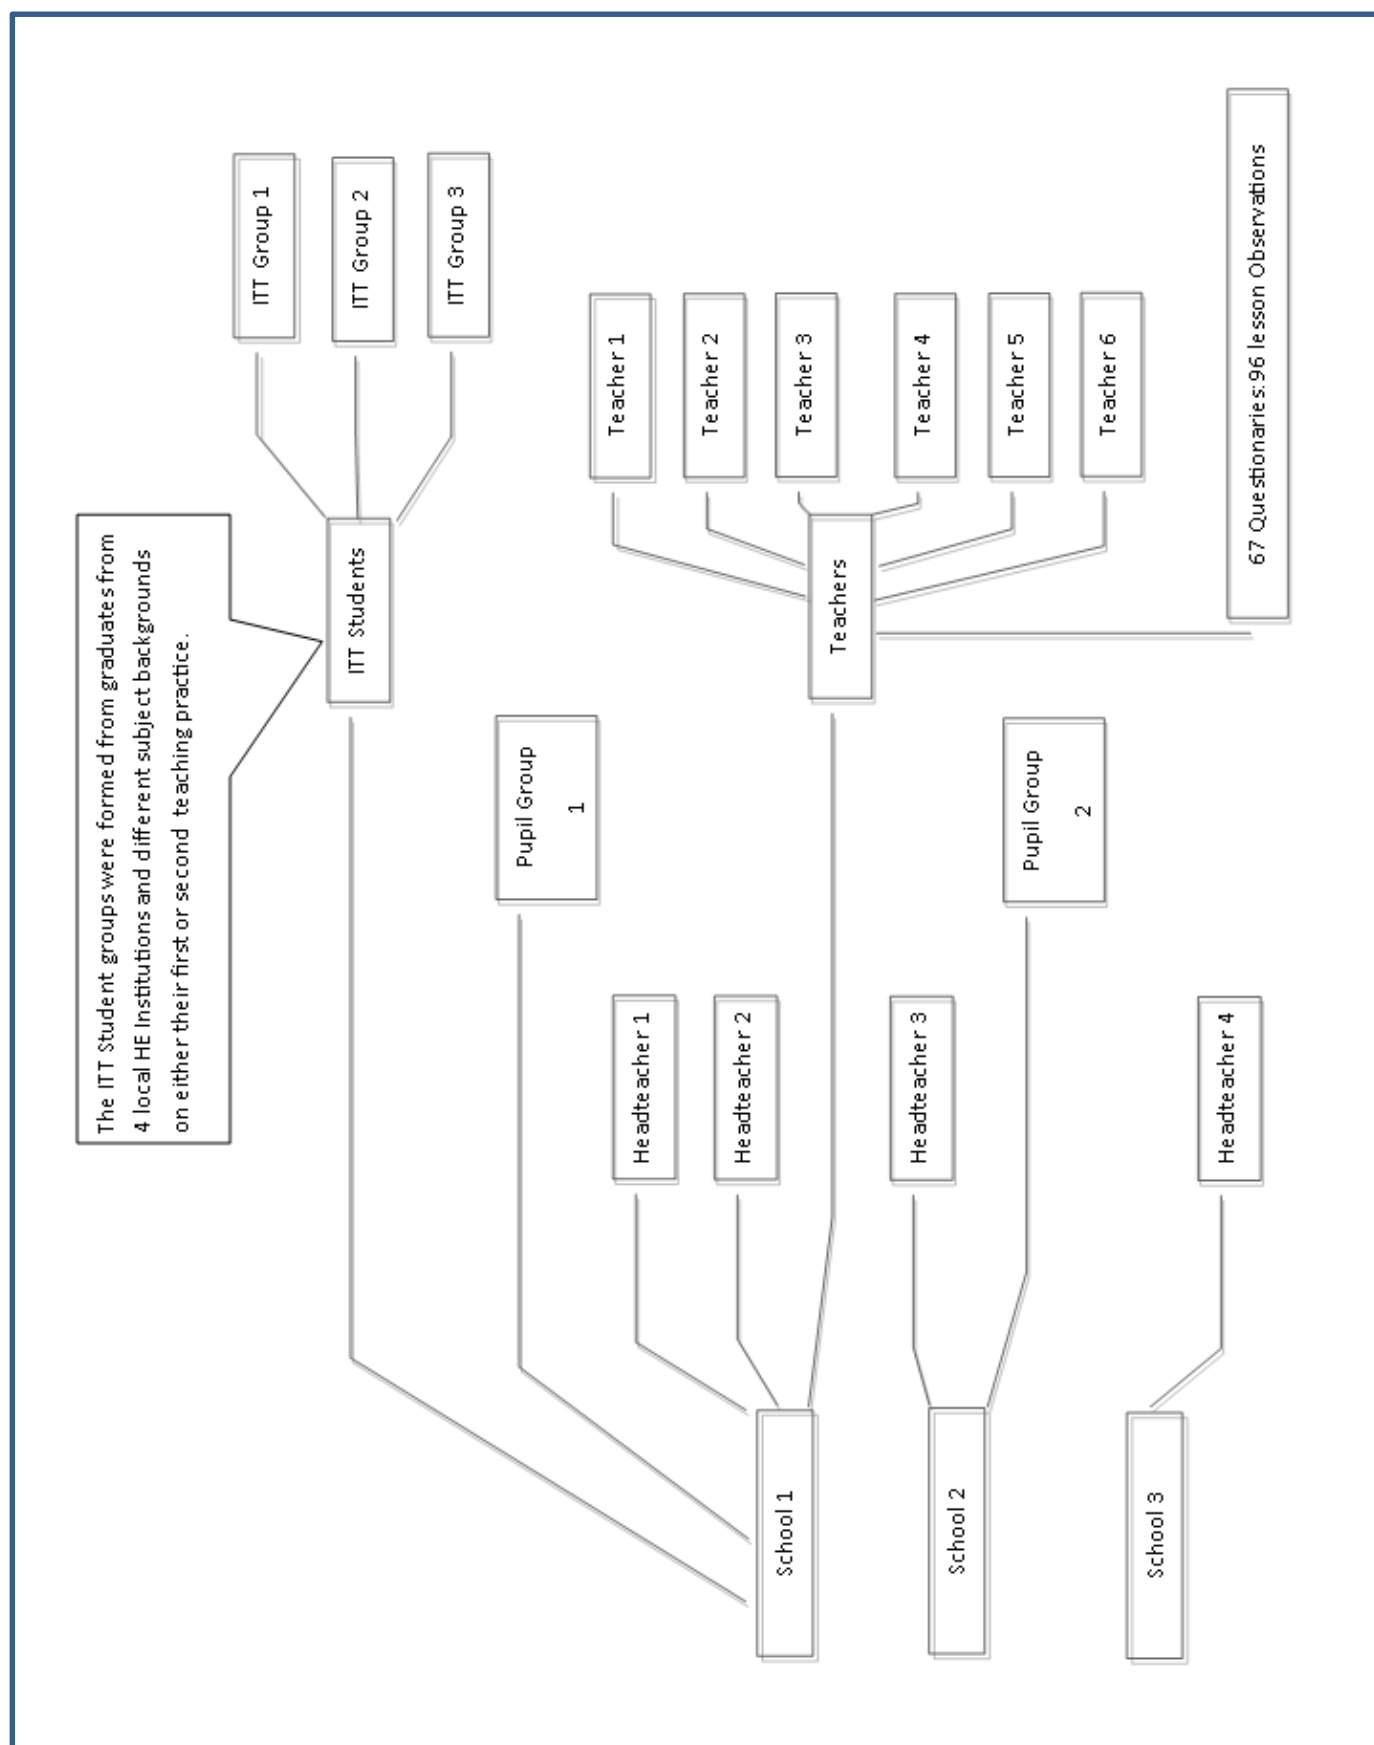 The ITT Student groups were formed from graduates from
4 local HE Institutions and different subject backgrounds
on either their first or second teaching practice.
ITT Students
ITT Group 1
ITT Group 2
ITT Group 3
Pupil Group
1
Headteacher 1
Headteacher 2
School 1
Teachers
Teacher 1
Teacher 2
Teacher 3
Teacher 4
Teacher 5
Teacher 6
Headteacher 3
School 2
Pupil Group
2
School 3
Headteacher 4
67 Questionaries: 96 lesson Observations